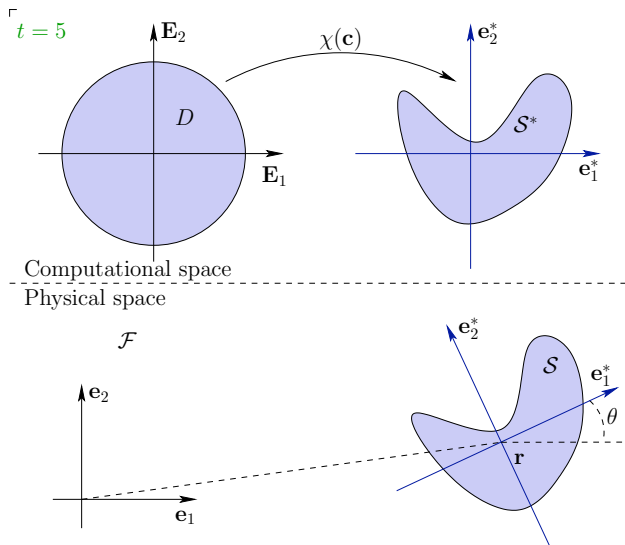 t = 5
E₂
χ(c)
e₂*
D
S*
E₁
e₁*
Computational space
Physical space
F
e₂*
S
e₁*
e₂
θ
r
e₁